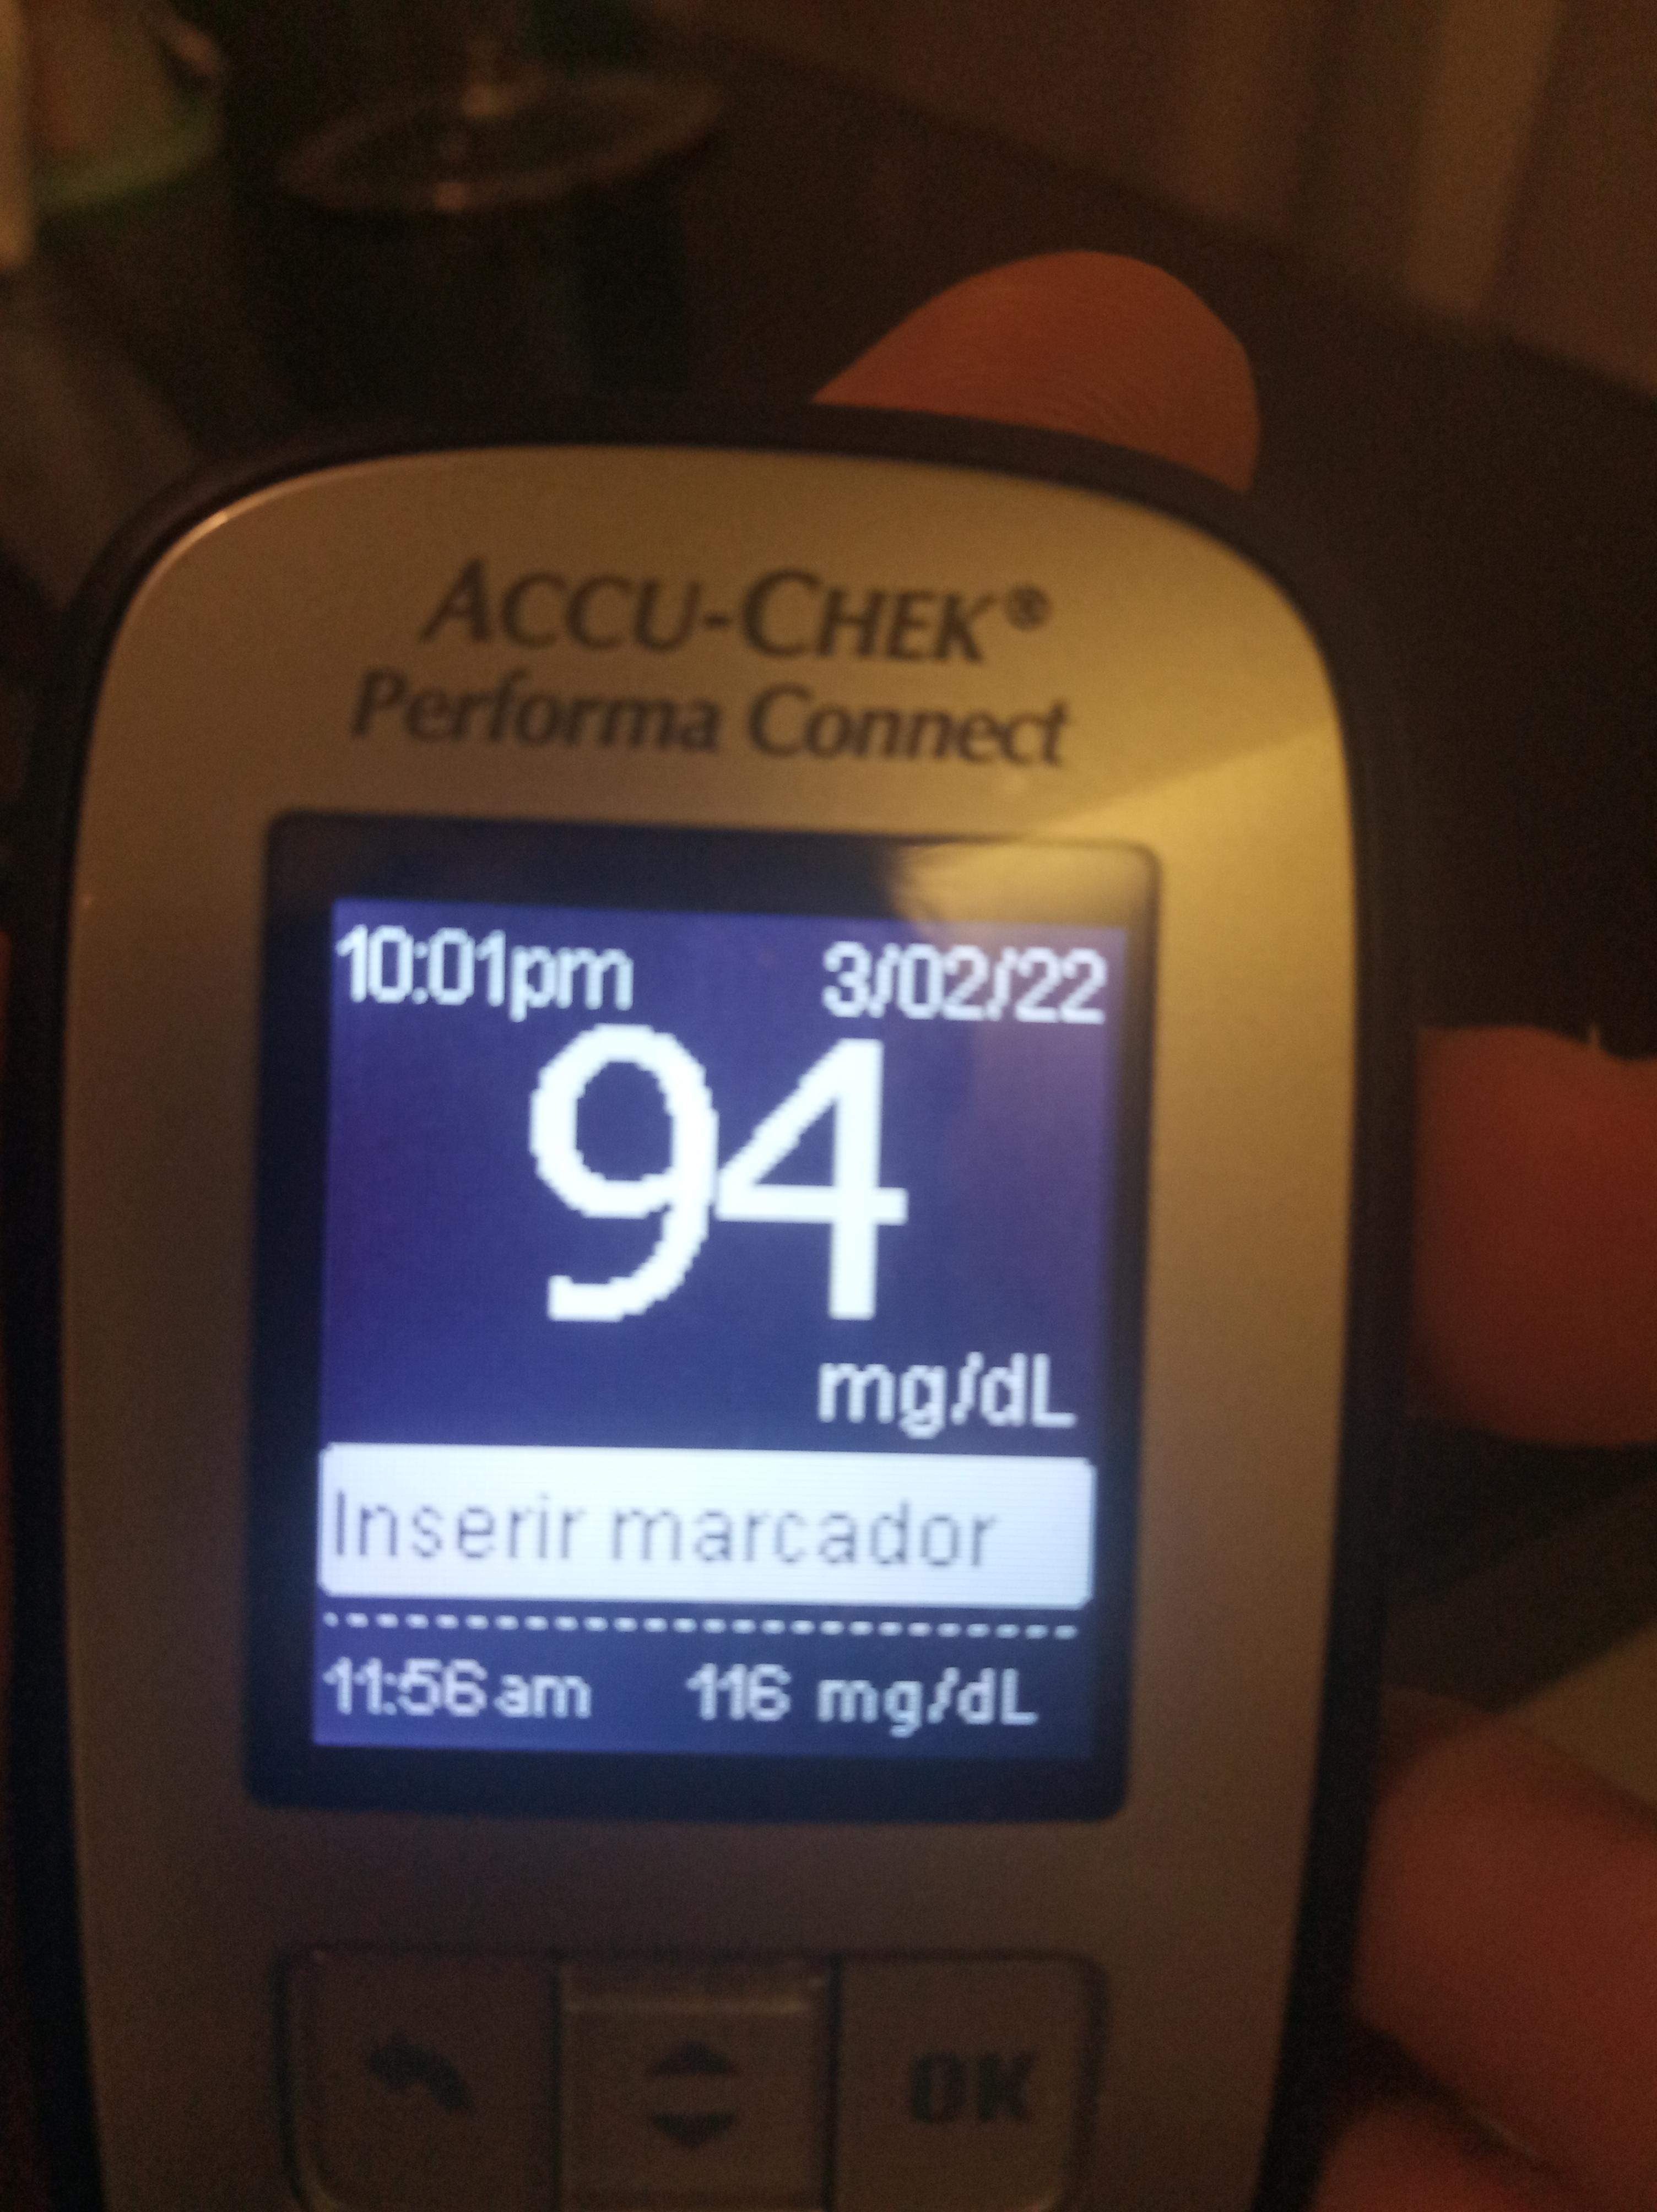 ACCU-CHEK®
Performa Connect
10:01pm 3/02/22
94
mg/dL
Inserir marcador
11:56 am 116 mg/dL
OK